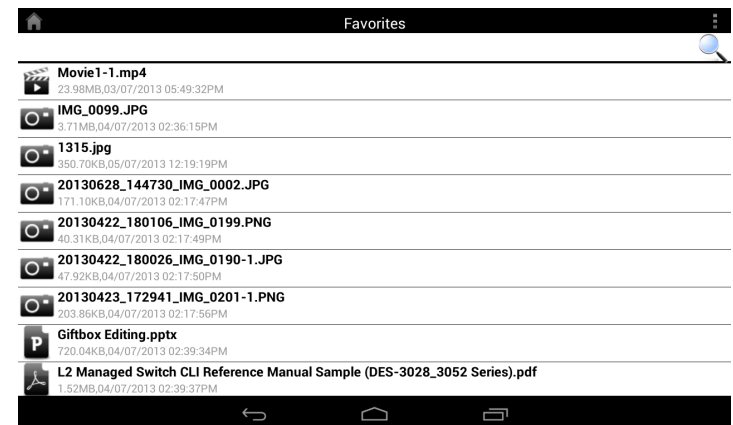 Favorites
Movie1-1.mp4
23.98MB,03/07/2013 05:49:32PM
IMG_0099.JPG
3.71MB,04/07/2013 02:36:15PM
1315.jpg
350.70KB,05/07/2013 12:19:19PM
20130628_144730_IMG_0002.JPG
171.10KB,04/07/2013 02:17:47PM
20130422_180106_IMG_0199.PNG
40.31KB,04/07/2013 02:17:49PM
20130422_180026_IMG_0190-1.JPG
47.92KB,04/07/2013 02:17:50PM
20130423_172941_IMG_0201-1.PNG
203.86KB,04/07/2013 02:17:56PM
Giftbox Editing.pptx
P
720.04KB,04/07/2013 02:39:34PM
L2 Managed Switch CLI Reference Manual Sample (DES-3028_3052 Series).pdf
1.52MB,04/07/2013 02:39:37PM